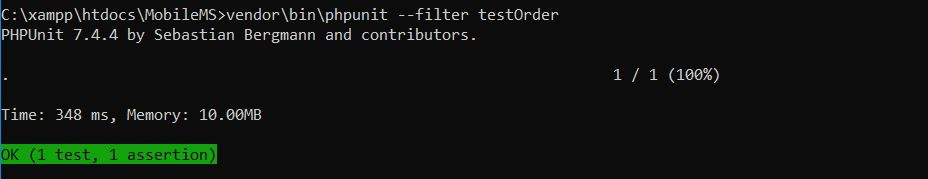 C:\xampp\htdocs\MobileMS>vendor\bin\phpunit --filter testOrder
PHPUnit 7.4.4 by Sebastian Bergmann and contributors.
. 1 / 1 (100%)
Time: 348 ms, Memory: 10.00MB
OK (1 test, 1 assertion)